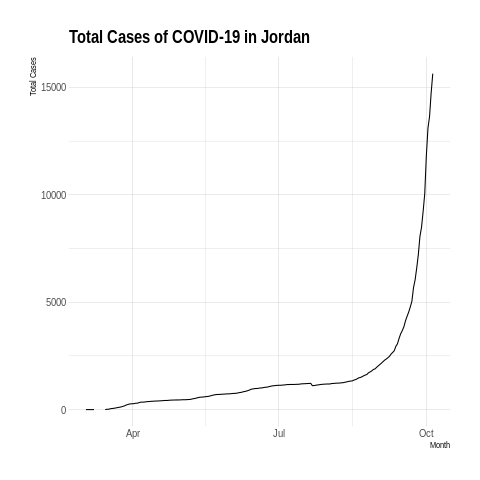 Total Cases of COVID-19 in Jordan
Total Cases
15000
10000
5000
0
Apr
Jul
Oct
Month